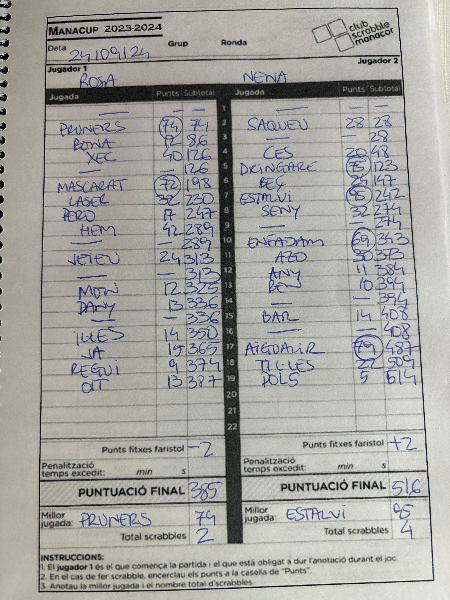 MANACUP 2023-2024
Data 24/09/24 Grup Ronda
club scrabble manacor
Jugador 1 ROSA NENA Jugador 2
Jugada Punts Subtotal Jugada Punts Subtotal
— — — 1 — — —
PRUNERS 74 74 2 SAQUEU 28 28
BONA 12 86 3 — 28
XEC 40 126 4 CES 20 48
— 126 5 DRINGARE 75 123
MASCARAT 72 198 6 BEC 24 147
LASER 32 230 7 ESTALVI 95 242
PERO 17 247 8 SENY 32 274
HEM 42 289 9 — 274
— 289 10 ENFADAM 69 343
VEIEU 24 313 11 AZO 30 373
— 313 12 ANY 11 384
MON 12 325 13 10 394
DANY 336 14 — 394
— 336 15 BAR 14 408
14 350 16 — 408
15 365 17 AIGUALIR 79 487
REGUI 9 374 18 22 509
OIT 13 387 19 POLS 5 514
20
21
22
Punts fitxes faristol -2 Punts fitxes faristol +2
Penalització temps excedit: min s Penalització temps excedit: min s
PUNTUACIÓ FINAL 385 PUNTUACIÓ FINAL 516
Millor jugada: PRUNERS 74 Millor jugada: ESTALVI 95
Total scrabbles 2 Total scrabbles 4
INSTRUCCIONS:
1. El jugador 1 és el que comença la partida i el que està obligat a dur l'anotació durant el joc.
2. En el cas de fer scrabble, encerclau els punts a la casella de "Punts".
3. Anotau la millor jugada i el nombre total d'scrabbles.